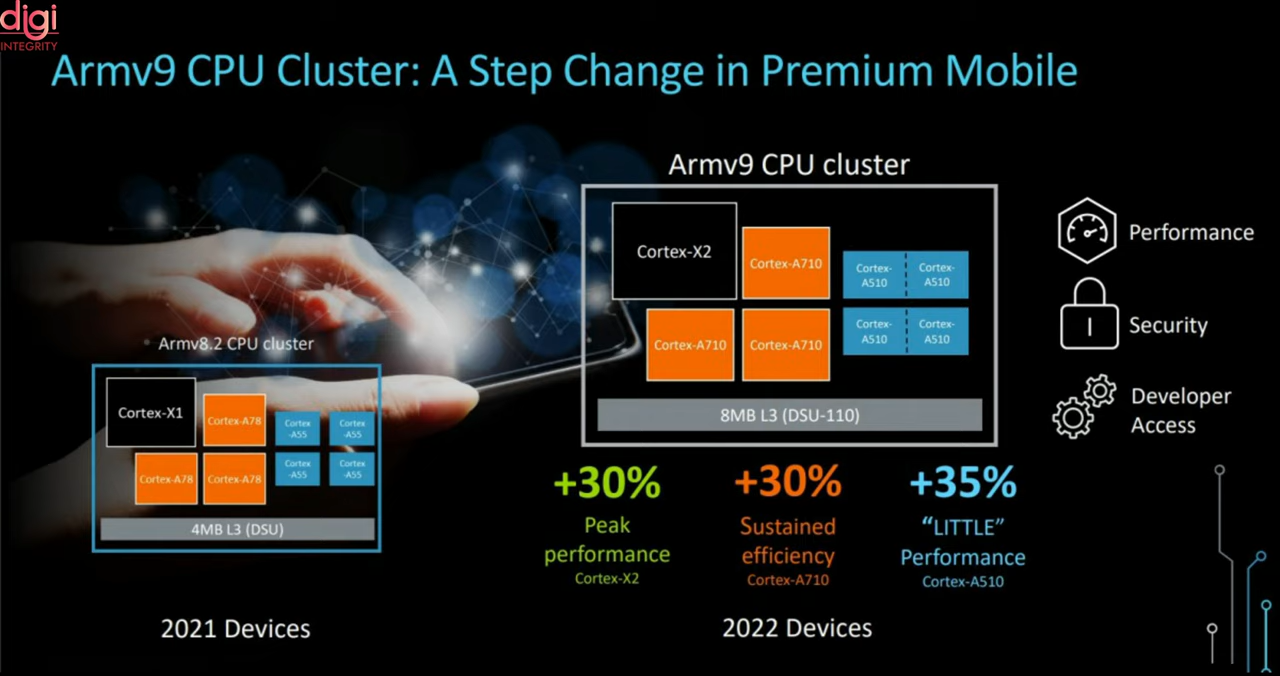 digi
INTEGRITY
Armv9 CPU Cluster: A Step Change in Premium Mobile
Armv8.2 CPU cluster
Cortex-X1
Cortex-A78
Cortex
-A55
Cortex
-A55
Cortex-A78
Cortex-A78
Cortex
-A55
Cortex
-A55
4MB L3 (DSU)
2021 Devices
Armv9 CPU cluster
Cortex-X2
Cortex-A710
Cortex-
A510
Cortex-
A510
Cortex-A710
Cortex-A710
Cortex-
A510
Cortex-
A510
8MB L3 (DSU-110)
+30%
Peak
performance
Cortex-X2
+30%
Sustained
efficiency
Cortex-A710
+35%
“LITTLE”
Performance
Cortex-A510
2022 Devices
Performance
Security
Developer
Access